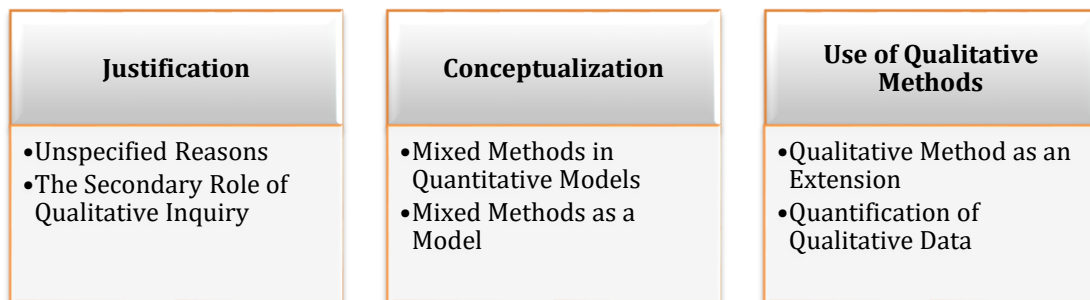 Justification
•Unspecified Reasons
•The Secondary Role of
Qualitative Inquiry
Conceptualization
•Mixed Methods in
Quantitative Models
•Mixed Methods as a
Model
Use of Qualitative
Methods
•Qualitative Method as an
Extension
•Quantification of
Qualitative Data